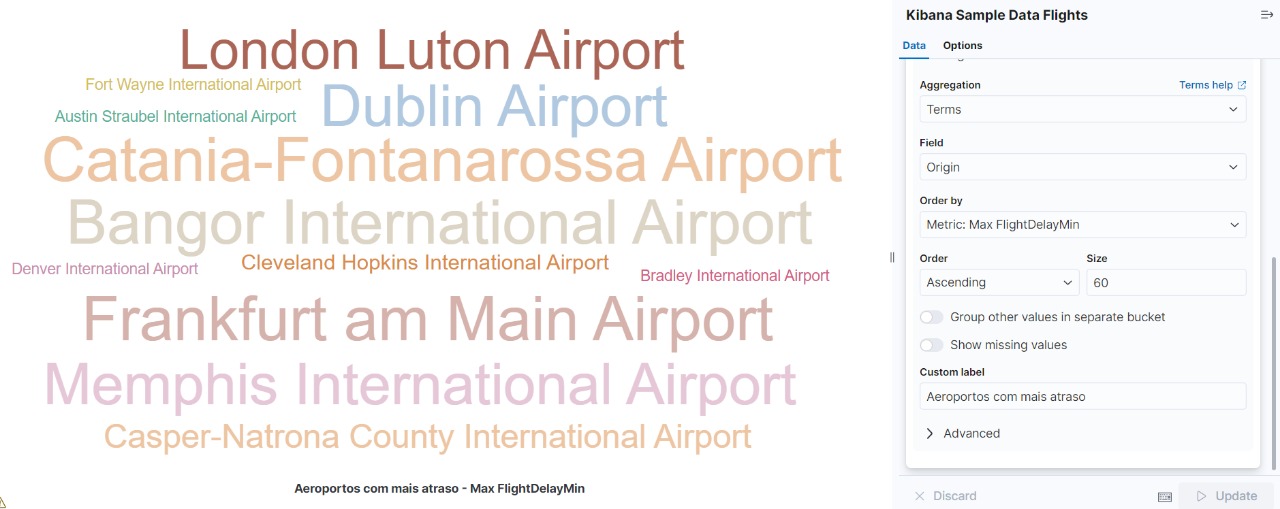 London Luton Airport
Fort Wayne International Airport
Dublin Airport
Austin Straubel International Airport
Catania-Fontanarossa Airport
Bangor International Airport
Denver International Airport
Cleveland Hopkins International Airport
Bradley International Airport
Frankfurt am Main Airport
Memphis International Airport
Casper-Natrona County International Airport
Aeroportos com mais atraso - Max FlightDelayMin
Kibana Sample Data Flights
Data Options
Aggregation Terms help
Terms
Field
Origin
Order by
Metric: Max FlightDelayMin
Order Size
Ascending 60
Group other values in separate bucket
Show missing values
Custom label
Aeroportos com mais atraso
Advanced
Discard Update